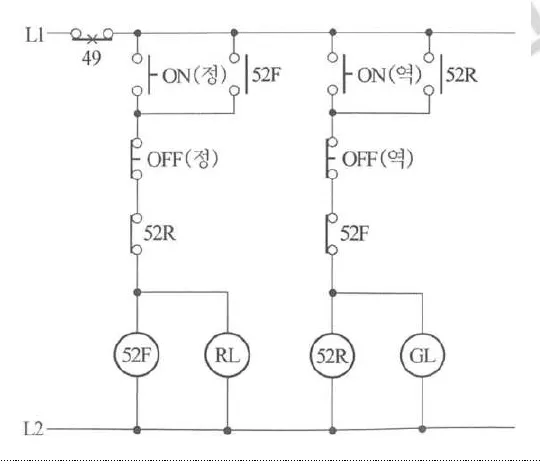 L1
49
ON(정) 52F ON(역) 52R
OFF(정) OFF(역)
52R 52F
52F RL 52R GL
L2